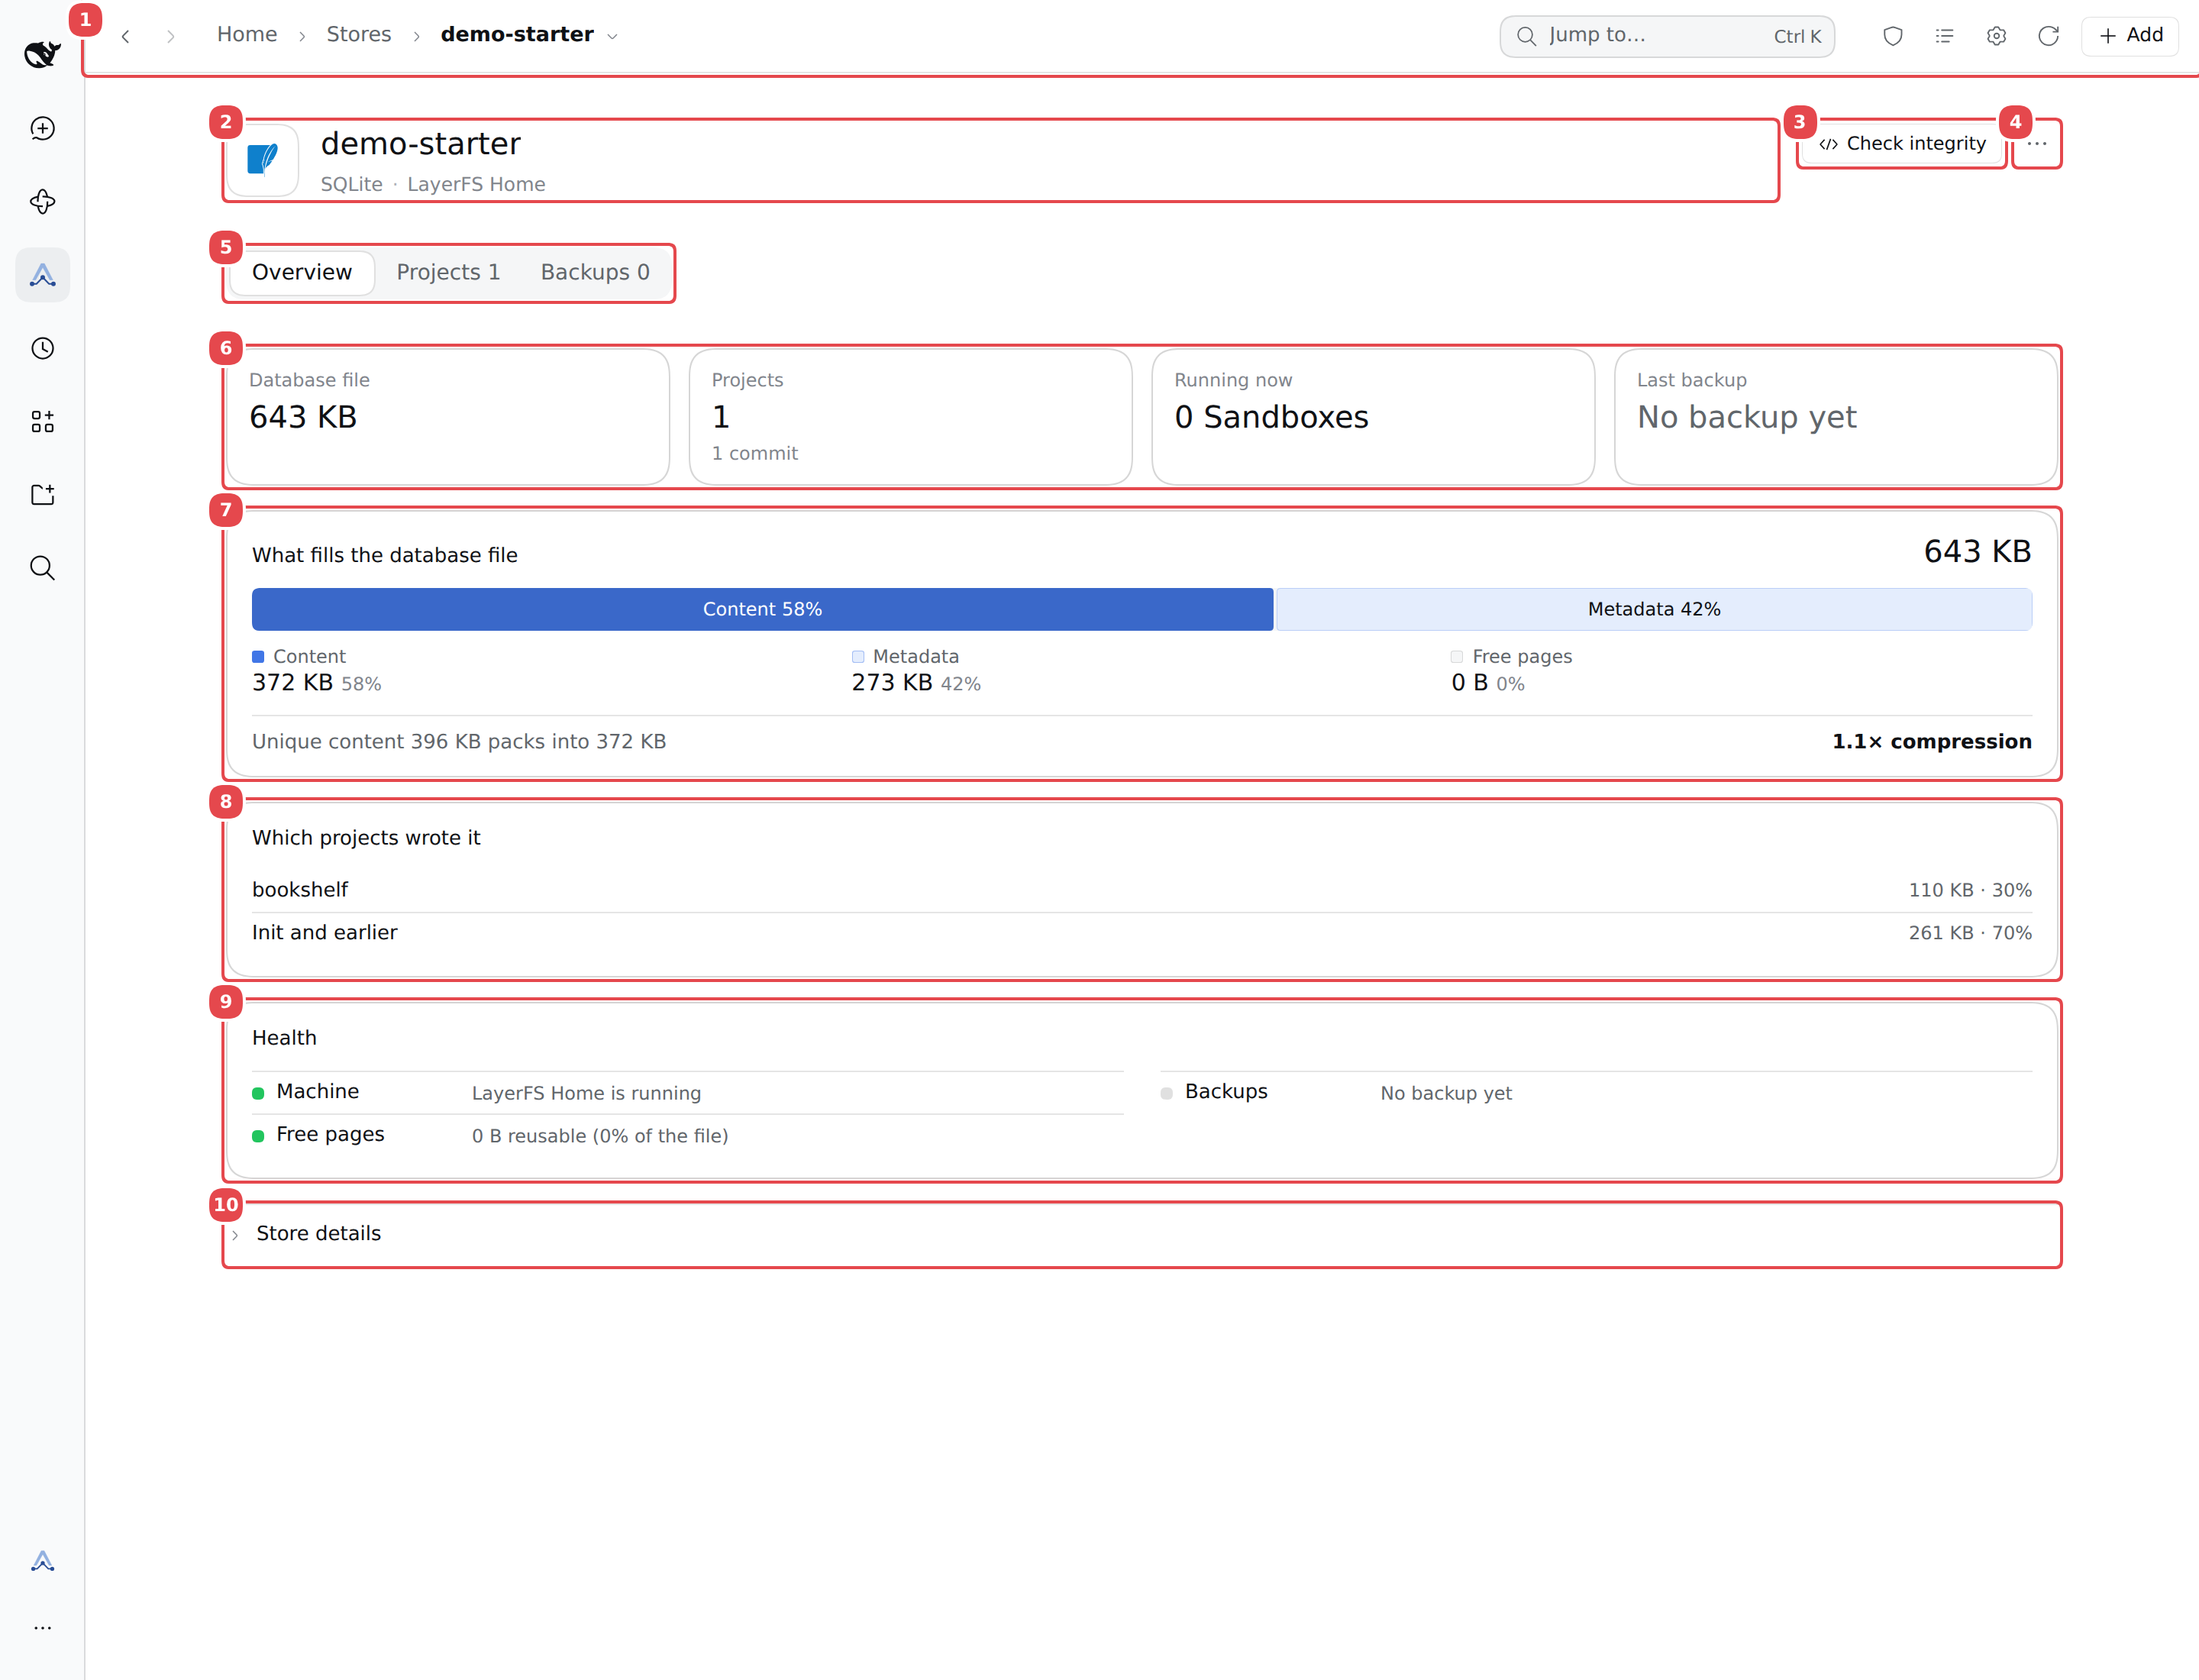 1
Home > Stores > demo-starter
Jump to... Ctrl K
+ Add
2
demo-starter
SQLite · LayerFS Home
3
</> Check integrity
4
...
5
Overview Projects 1 Backups 0
6
Database file
643 KB
Projects
1
1 commit
Running now
0 Sandboxes
Last backup
No backup yet
7
What fills the database file 643 KB
Content 58% Metadata 42%
Content
372 KB 58%
Metadata
273 KB 42%
Free pages
0 B 0%
Unique content 396 KB packs into 372 KB 1.1× compression
8
Which projects wrote it
bookshelf 110 KB · 30%
Init and earlier 261 KB · 70%
9
Health
Machine LayerFS Home is running
Backups No backup yet
Free pages 0 B reusable (0% of the file)
10
> Store details